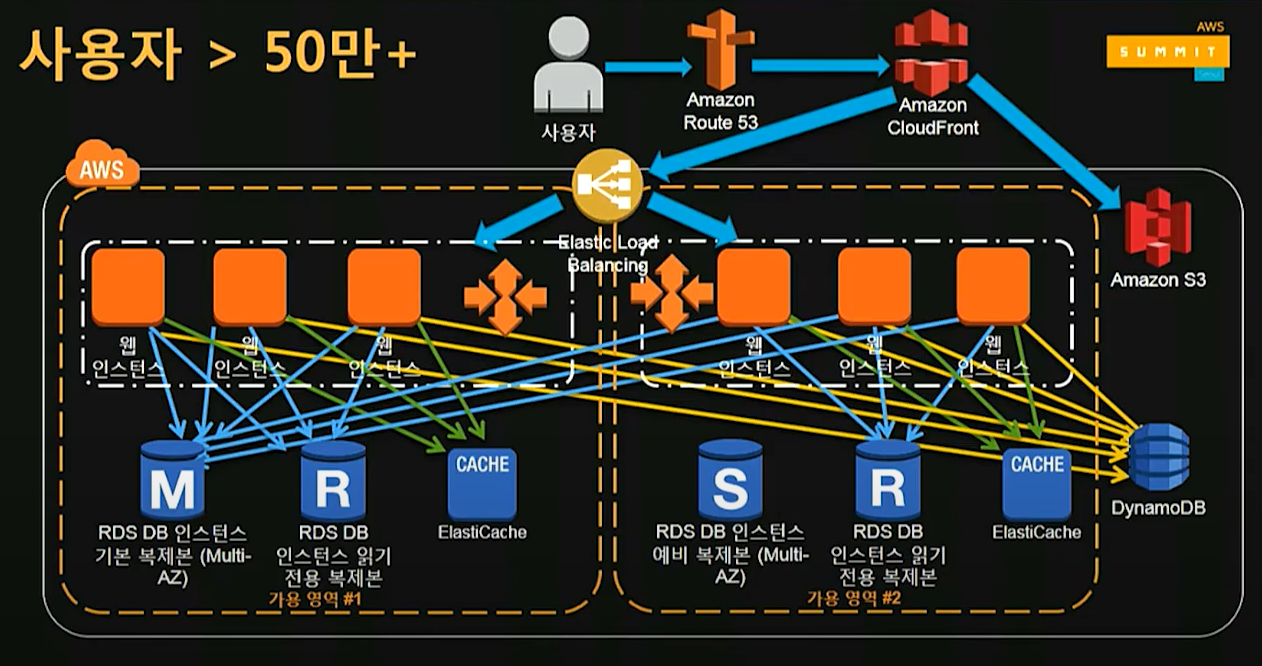 사용자 > 50만+
AWS
SUMMIT
Seoul
사용자
Amazon
Route 53
Amazon
CloudFront
AWS
Elastic Load
Balancing
Amazon S3
웹
인스턴스
웹
인스턴스
웹
인스턴스
웹
인스턴스
웹
인스턴스
웹
인스턴스
M
RDS DB 인스턴스
기본 복제본 (Multi-
AZ)
R
RDS DB
인스턴스 읽기
전용 복제본
CACHE
ElastiCache
S
RDS DB 인스턴스
예비 복제본 (Multi-
AZ)
R
RDS DB
인스턴스 읽기
전용 복제본
CACHE
ElastiCache
DynamoDB
가용 영역 #1
가용 영역 #2